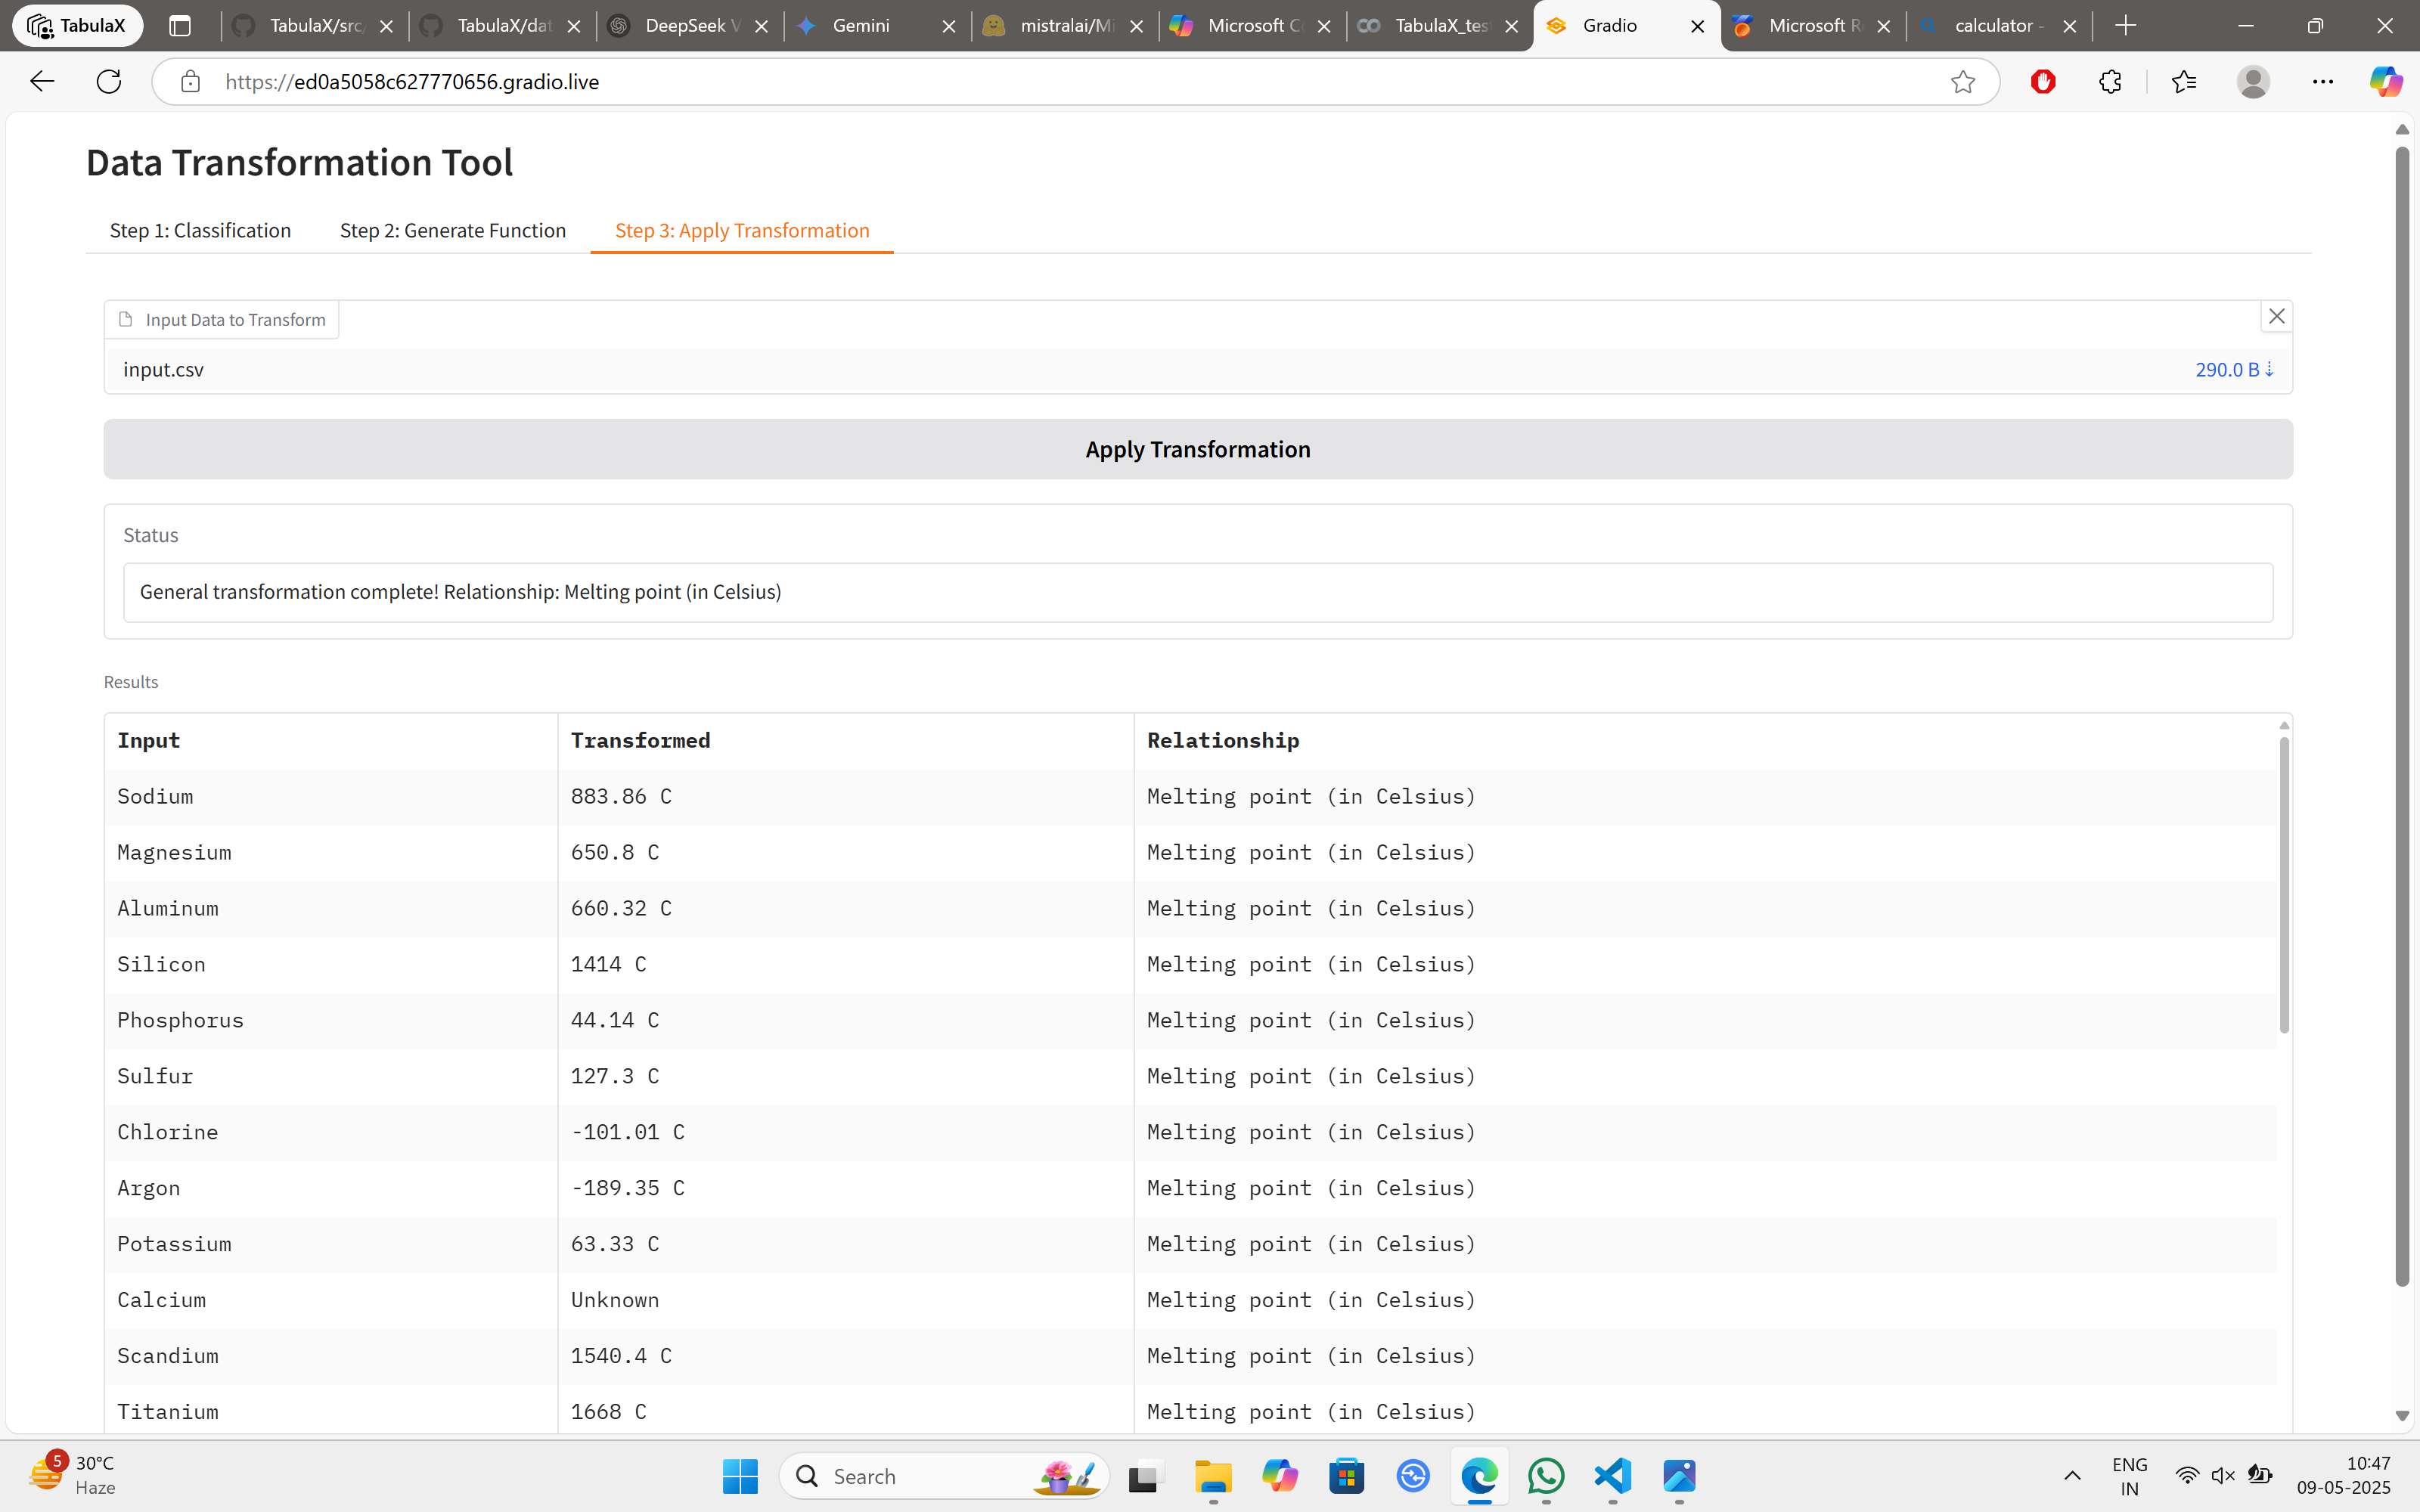 TabulaX
TabulaX/src/
TabulaX/dat
DeepSeek V
Gemini
mistralai/Mi
Microsoft Co
TabulaX_tes
Gradio
Microsoft R
calculator -
https://ed0a5058c627770656.gradio.live
Data Transformation Tool
Step 1: Classification
Step 2: Generate Function
Step 3: Apply Transformation
Input Data to Transform
input.csv
290.0 B ⇣
Apply Transformation
Status
General transformation complete! Relationship: Melting point (in Celsius)
Results
Input Transformed Relationship
Sodium 883.86 C Melting point (in Celsius)
Magnesium 650.8 C Melting point (in Celsius)
Aluminum 660.32 C Melting point (in Celsius)
Silicon 1414 C Melting point (in Celsius)
Phosphorus 44.14 C Melting point (in Celsius)
Sulfur 127.3 C Melting point (in Celsius)
Chlorine -101.01 C Melting point (in Celsius)
Argon -189.35 C Melting point (in Celsius)
Potassium 63.33 C Melting point (in Celsius)
Calcium Unknown Melting point (in Celsius)
Scandium 1540.4 C Melting point (in Celsius)
Titanium 1668 C Melting point (in Celsius)
5
30°C
Haze
Search
ENG
IN
10:47
09-05-2025